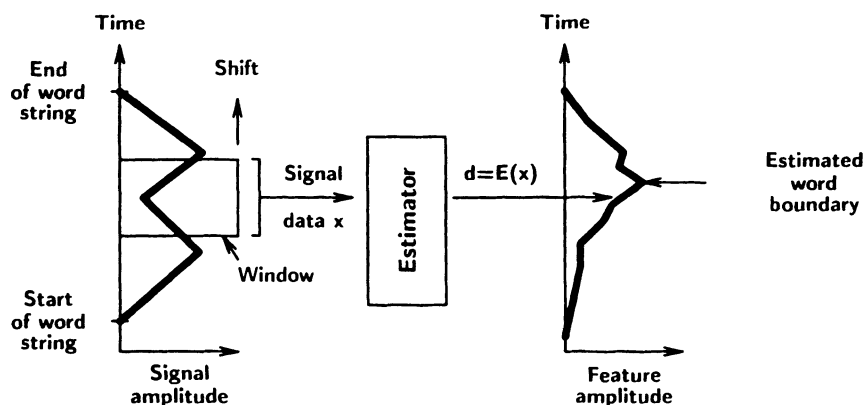 Time
End
of word
string
Shift
Signal
data x
Window
Start
of word
string
Signal
amplitude
Estimator
d=E(x)
Time
Estimated
word
boundary
Feature
amplitude